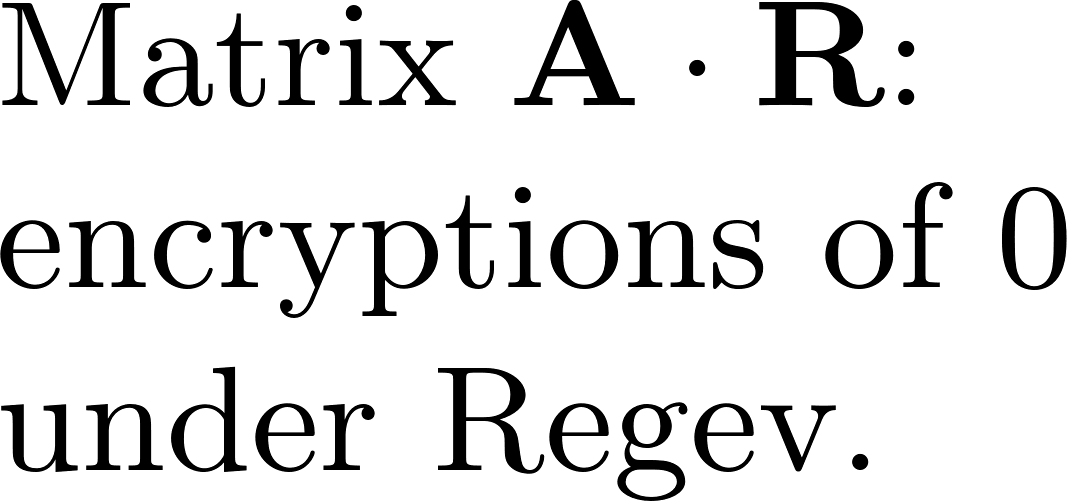 Matrix A · R:
encryptions of 0
under Regev.